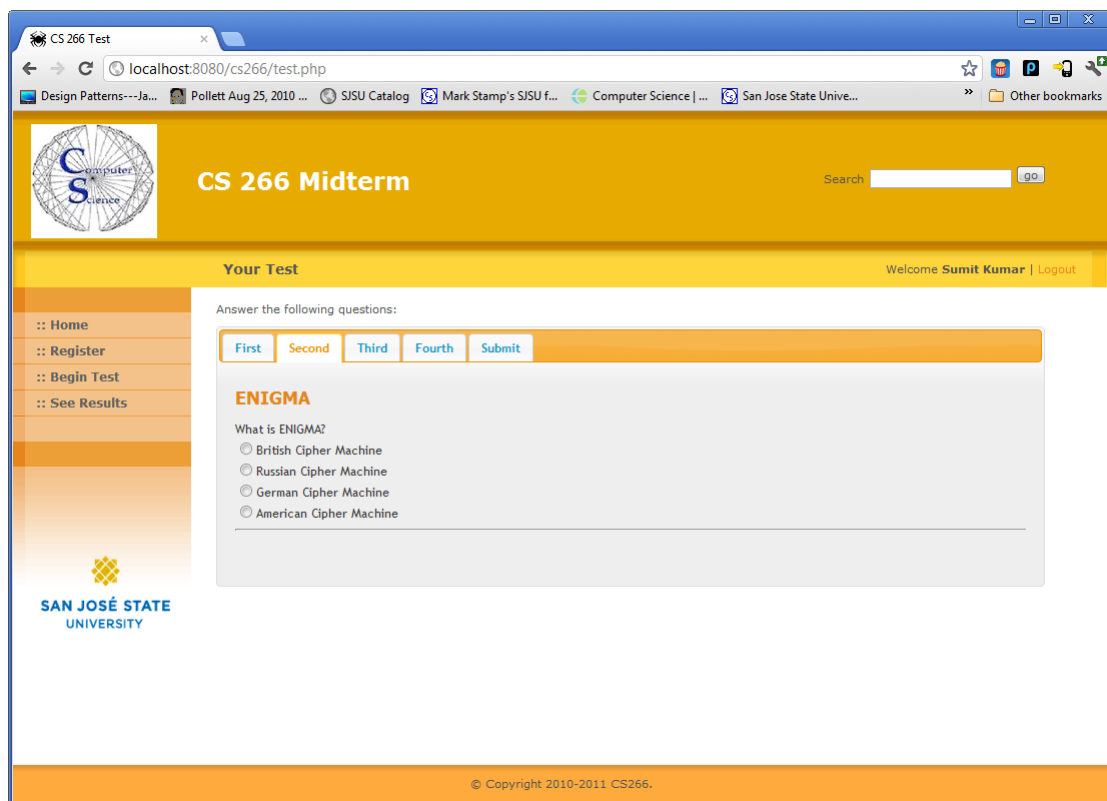 CS 266 Test
localhost:8080/cs266/test.php
Design Patterns---Ja... Pollett Aug 25, 2010 ... SJSU Catalog Mark Stamp's SJSU f... Computer Science | ... San Jose State Unive... » Other bookmarks
Computer
Science
CS 266 Midterm
Search go
Your Test
Welcome Sumit Kumar | Logout
:: Home
:: Register
:: Begin Test
:: See Results
SAN JOSÉ STATE
UNIVERSITY
Answer the following questions:
First Second Third Fourth Submit
ENIGMA
What is ENIGMA?
British Cipher Machine
Russian Cipher Machine
German Cipher Machine
American Cipher Machine
© Copyright 2010-2011 CS266.